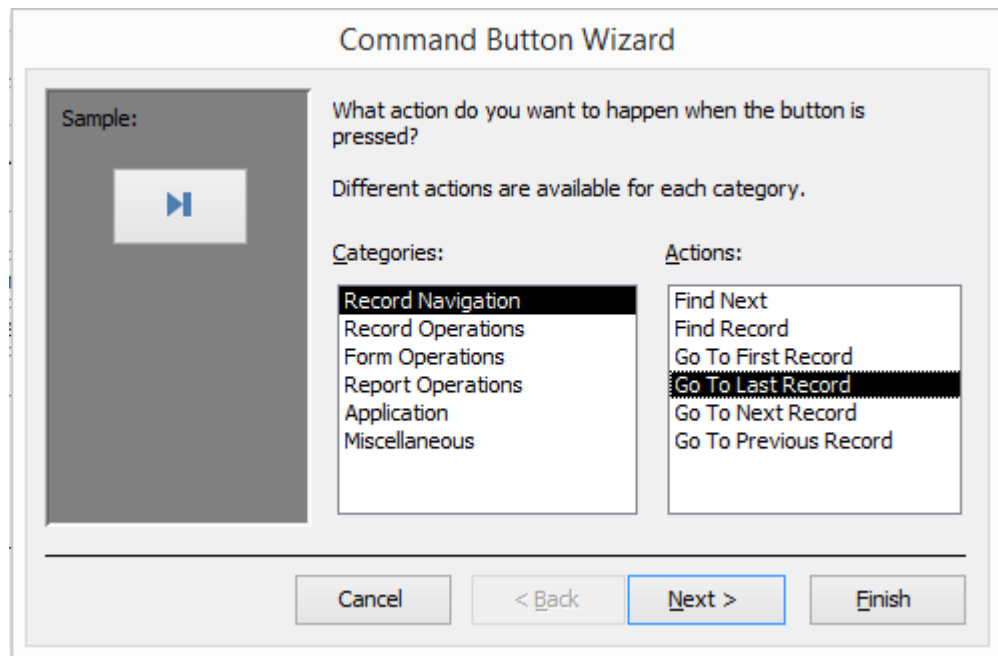 Command Button Wizard
Sample:
What action do you want to happen when the button is
pressed?
Different actions are available for each category.
Categories:
Record Navigation
Record Operations
Form Operations
Report Operations
Application
Miscellaneous
Actions:
Find Next
Find Record
Go To First Record
Go To Last Record
Go To Next Record
Go To Previous Record
Cancel
< Back
Next >
Finish